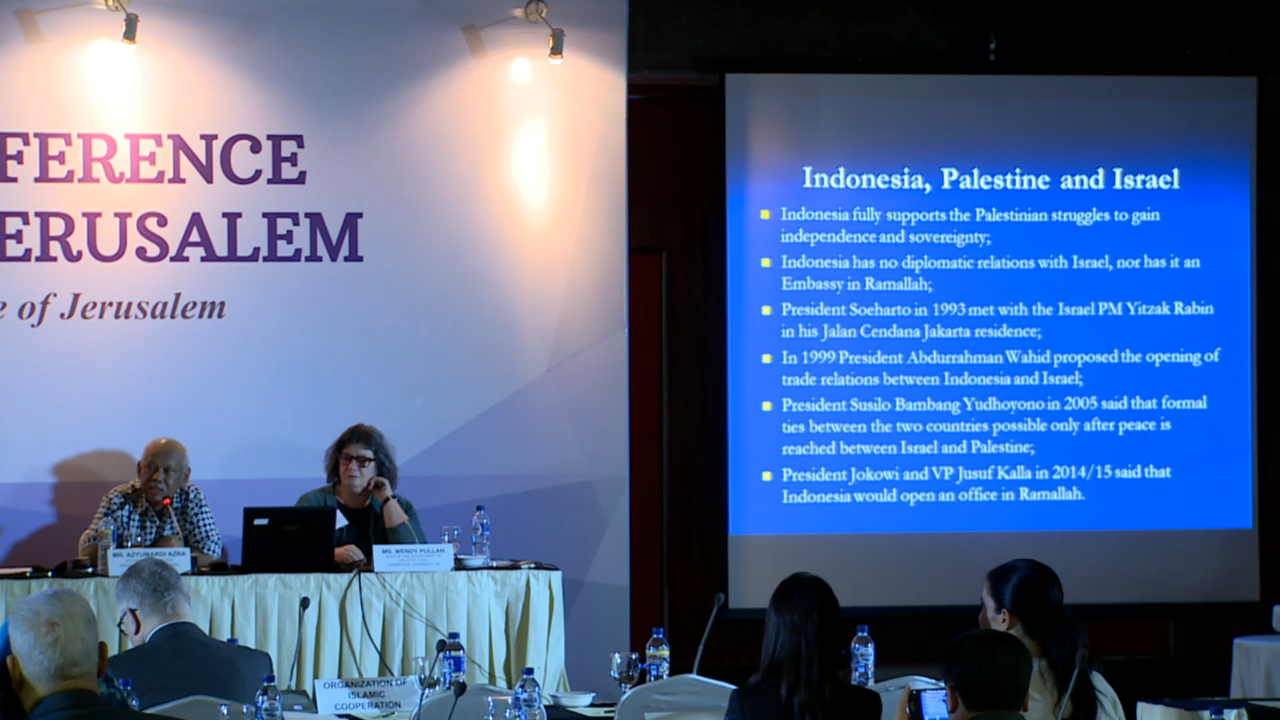 FERENCE
ERUSALEM
e of Jerusalem
Indonesia, Palestine and Israel
Indonesia fully supports the Palestinian struggles to gain
independence and sovereignty;
Indonesia has no diplomatic relations with Israel, nor has it an
Embassy in Ramallah;
President Soeharto in 1993 met with the Israel PM Yitzak Rabin
in his Jalan Cendana Jakarta residence;
In 1999 President Abdurrahman Wahid proposed the opening of
trade relations between Indonesia and Israel;
President Susilo Bambang Yudhoyono in 2005 said that formal
ties between the two countries possible only after peace is
reached between Israel and Palestine;
President Jokowi and VP Jusuf Kalla in 2014/15 said that
Indonesia would open an office in Ramallah.
MR. AZYUMARDI AZRA
MS. WENDY PULLAN
ORGANIZATION OF
ISLAMIC
COOPERATION